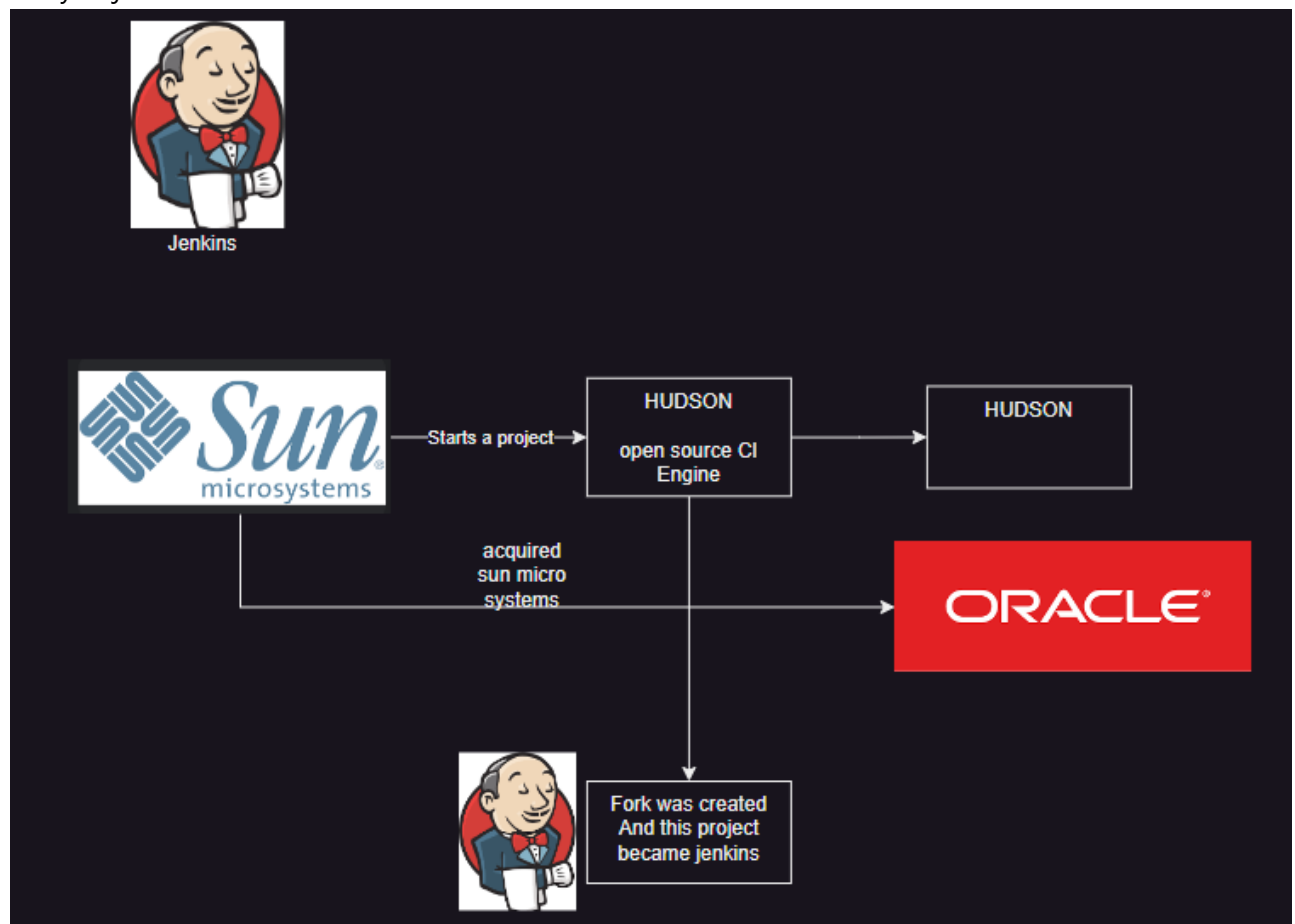 Jenkins
Sun
microsystems
Starts a project
HUDSON
open source CI
Engine
HUDSON
acquired
sun micro
systems
ORACLE
Fork was created
And this project
became jenkins